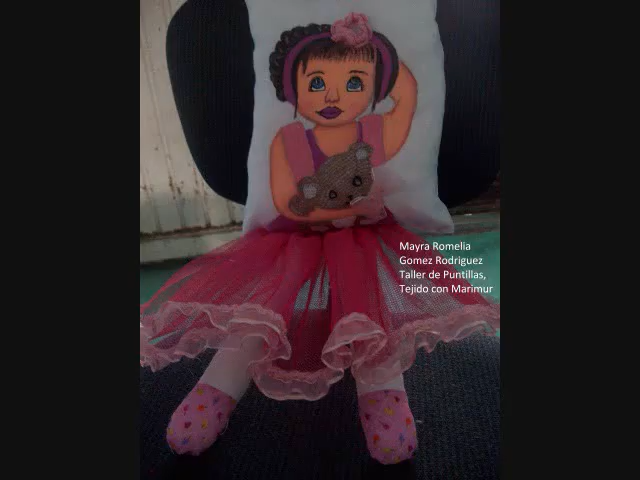 Mayra Romelia
Gomez Rodriguez
Taller de Puntillas,
Tejido con Marimur